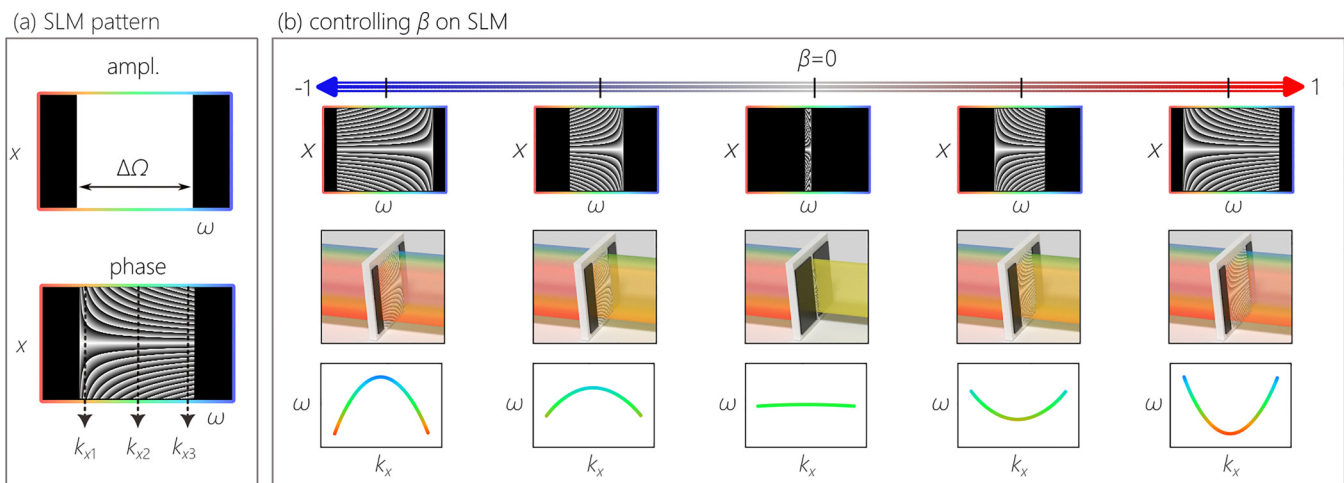 (a) SLM pattern
ampl.
x
ΔΩ
ω
phase
x
ω
k_x1 k_x2 k_x3
(b) controlling β on SLM
β=0
-1 1
x x x x x
ω ω ω ω ω
ω ω ω ω ω
k_x k_x k_x k_x k_x